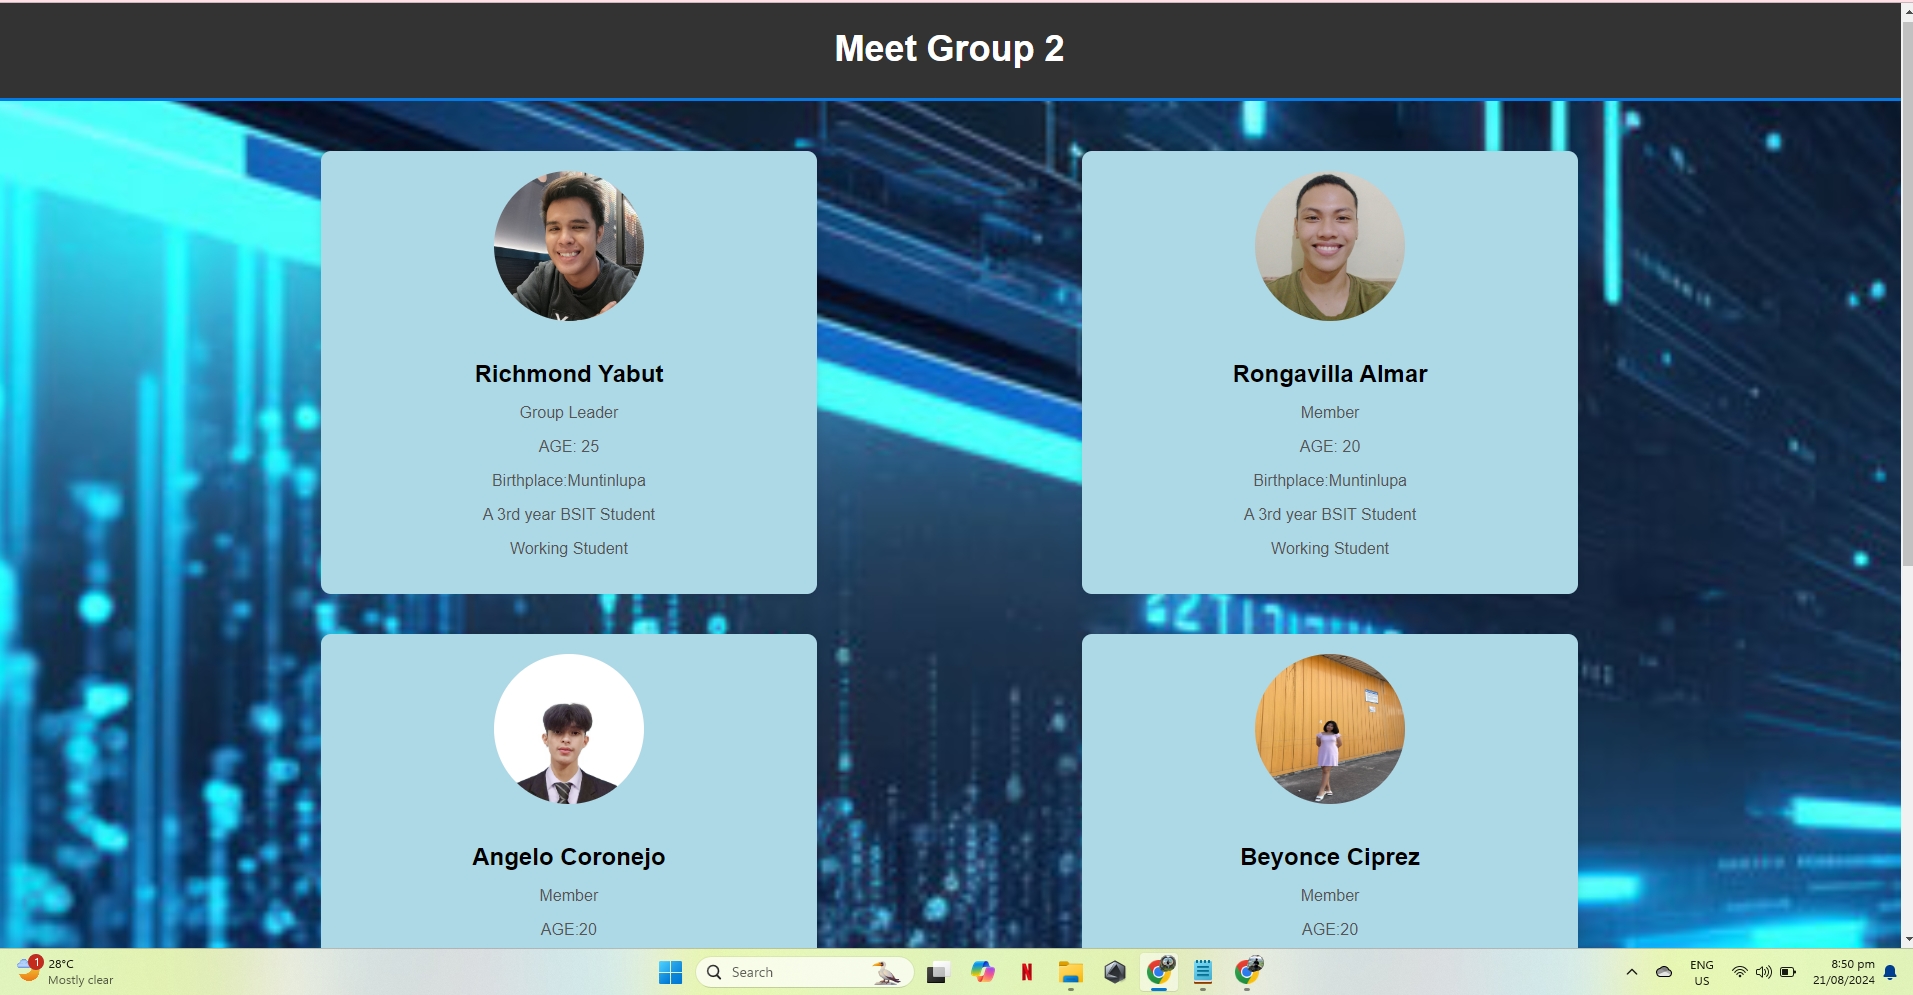 Meet Group 2
Richmond Yabut
Group Leader
AGE: 25
Birthplace:Muntinlupa
A 3rd year BSIT Student
Working Student
Rongavilla Almar
Member
AGE: 20
Birthplace:Muntinlupa
A 3rd year BSIT Student
Working Student
Angelo Coronejo
Member
AGE:20
Beyonce Ciprez
Member
AGE:20
1
28°C
Mostly clear
Search
N
ENG
US
8:50 pm
21/08/2024